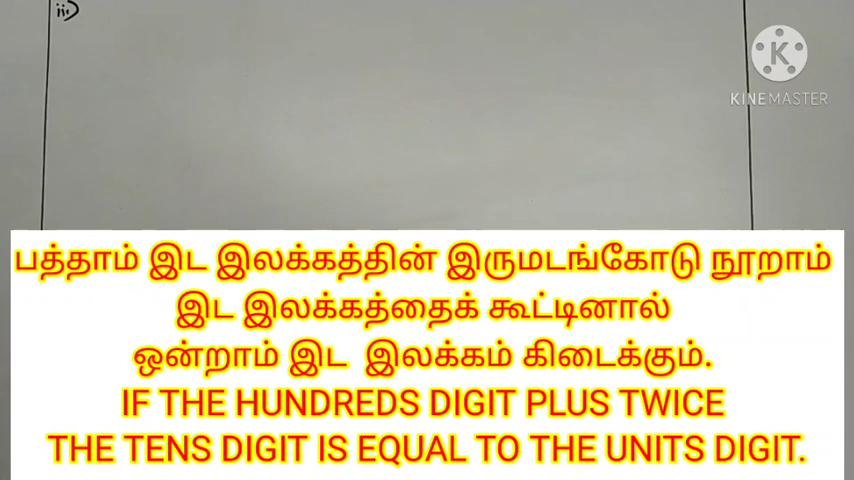 iii)
K
KINEMASTER
பத்தாம் இட இலக்கத்தின் இருமடங்கோடு நூறாம்
இட இலக்கத்தைக் கூட்டினால்
ஒன்றாம் இட இலக்கம் கிடைக்கும்.
IF THE HUNDREDS DIGIT PLUS TWICE
THE TENS DIGIT IS EQUAL TO THE UNITS DIGIT.